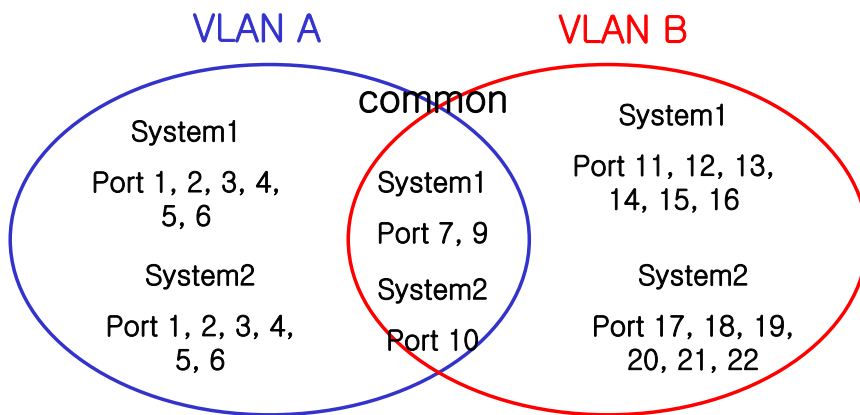 VLAN A
VLAN B
common
System1
Port 1, 2, 3, 4,
5, 6
System2
Port 1, 2, 3, 4,
5, 6
System1
Port 7, 9
System2
Port 10
System1
Port 11, 12, 13,
14, 15, 16
System2
Port 17, 18, 19,
20, 21, 22